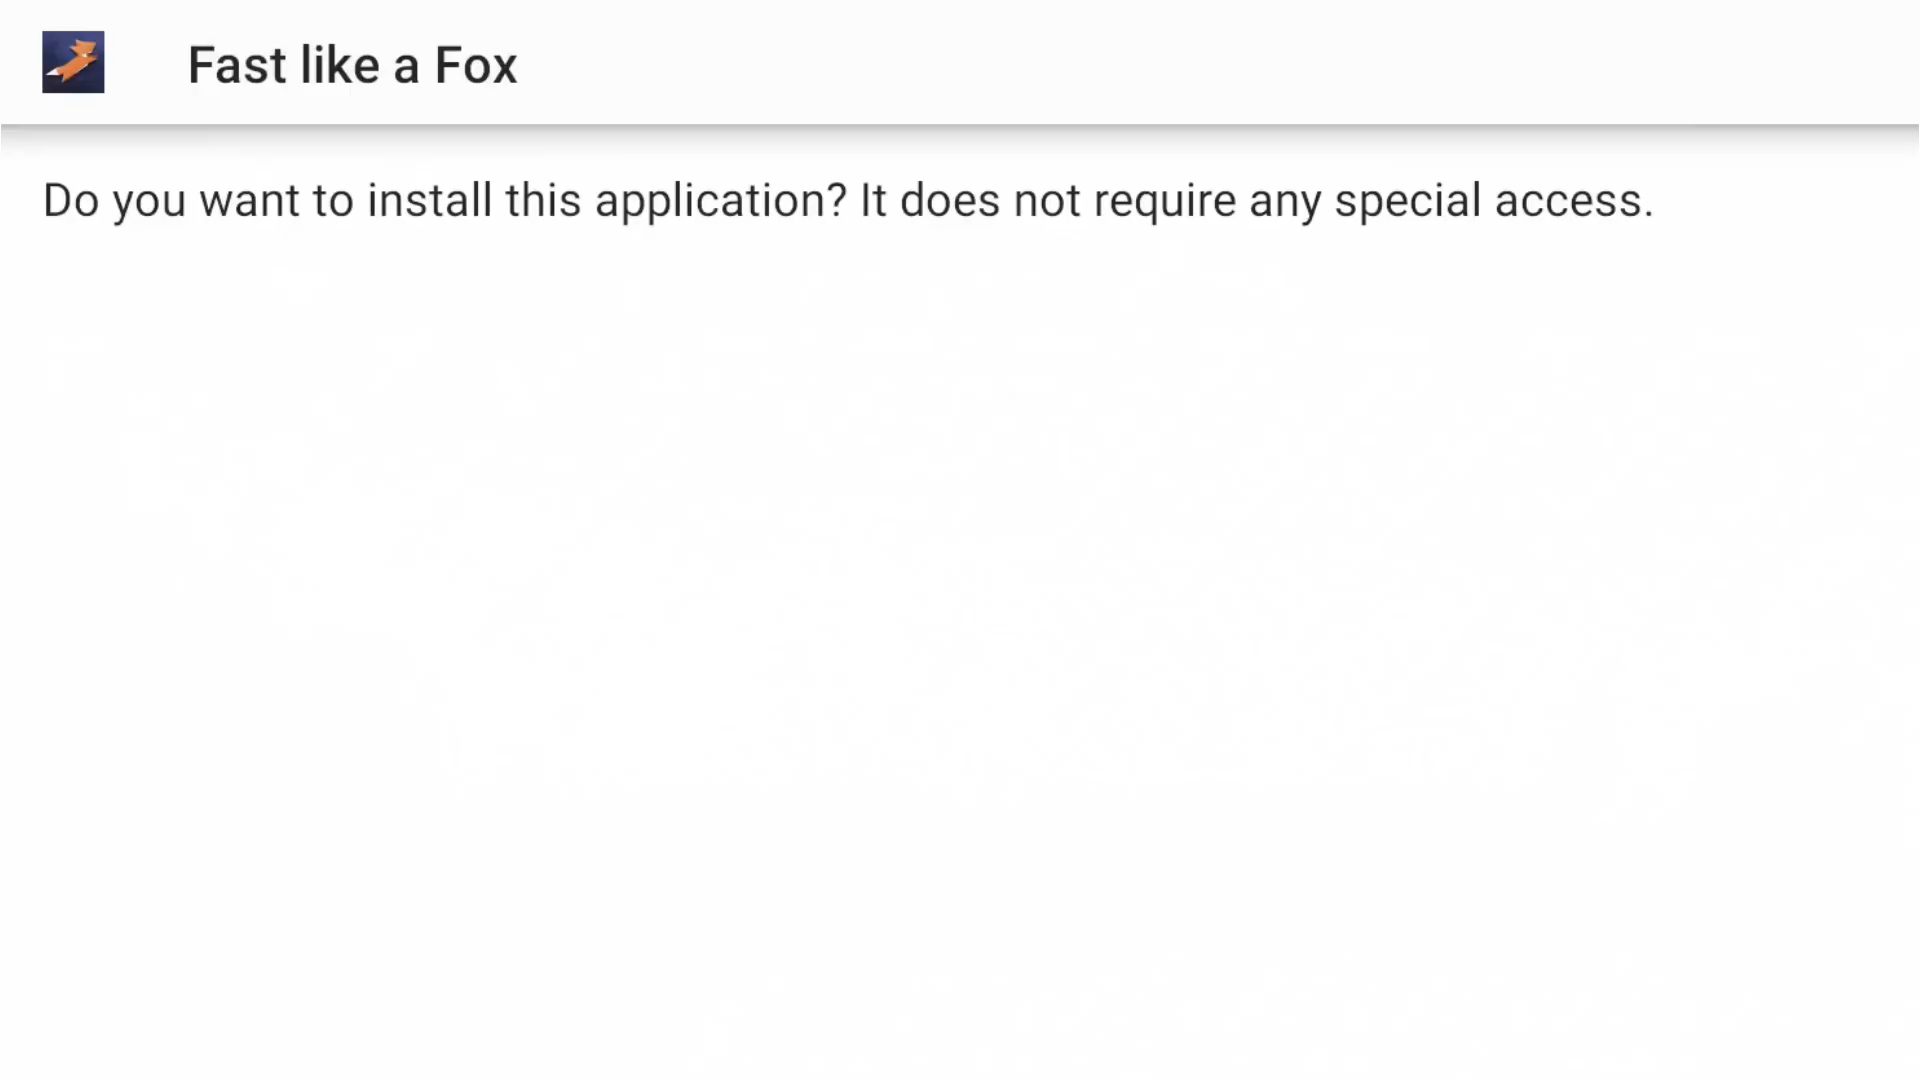 Fast like a Fox
Do you want to install this application? It does not require any special access.